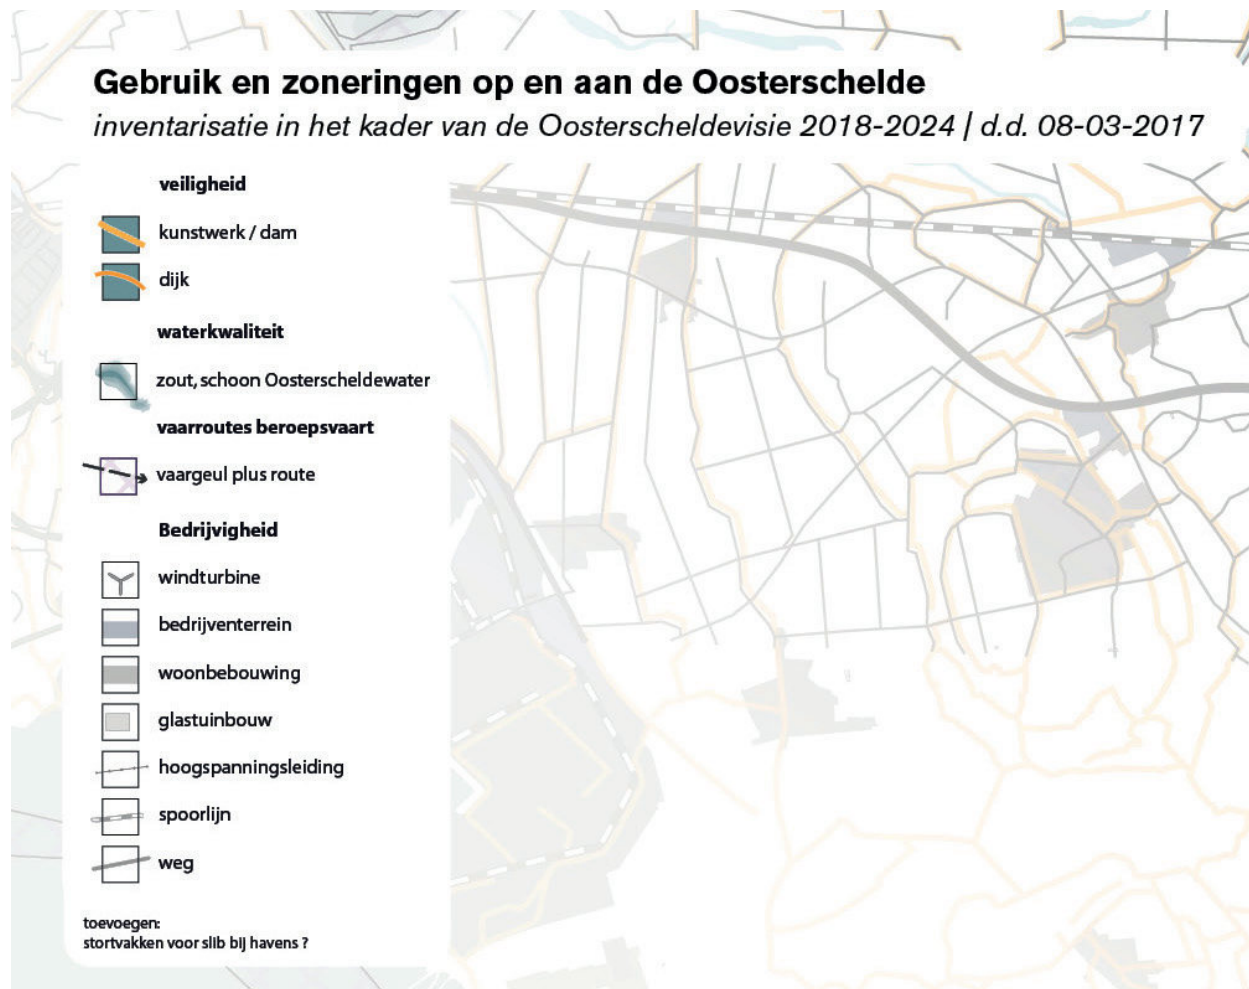 Gebruik en zoneringen op en aan de Oosterschelde
inventarisatie in het kader van de Oosterscheldevisie 2018-2024 | d.d. 08-03-2017
veiligheid
kunstwerk / dam
dijk
waterkwaliteit
zout, schoon Oosterscheldewater
vaarroutes beroepsvaart
vaargeul plus route
Bedrijvigheid
windturbine
bedrijventerrein
woonbebouwing
glastuinbouw
hoogspanningsleiding
spoorlijn
weg
toevoegen:
stortvakken voor slib bij havens ?